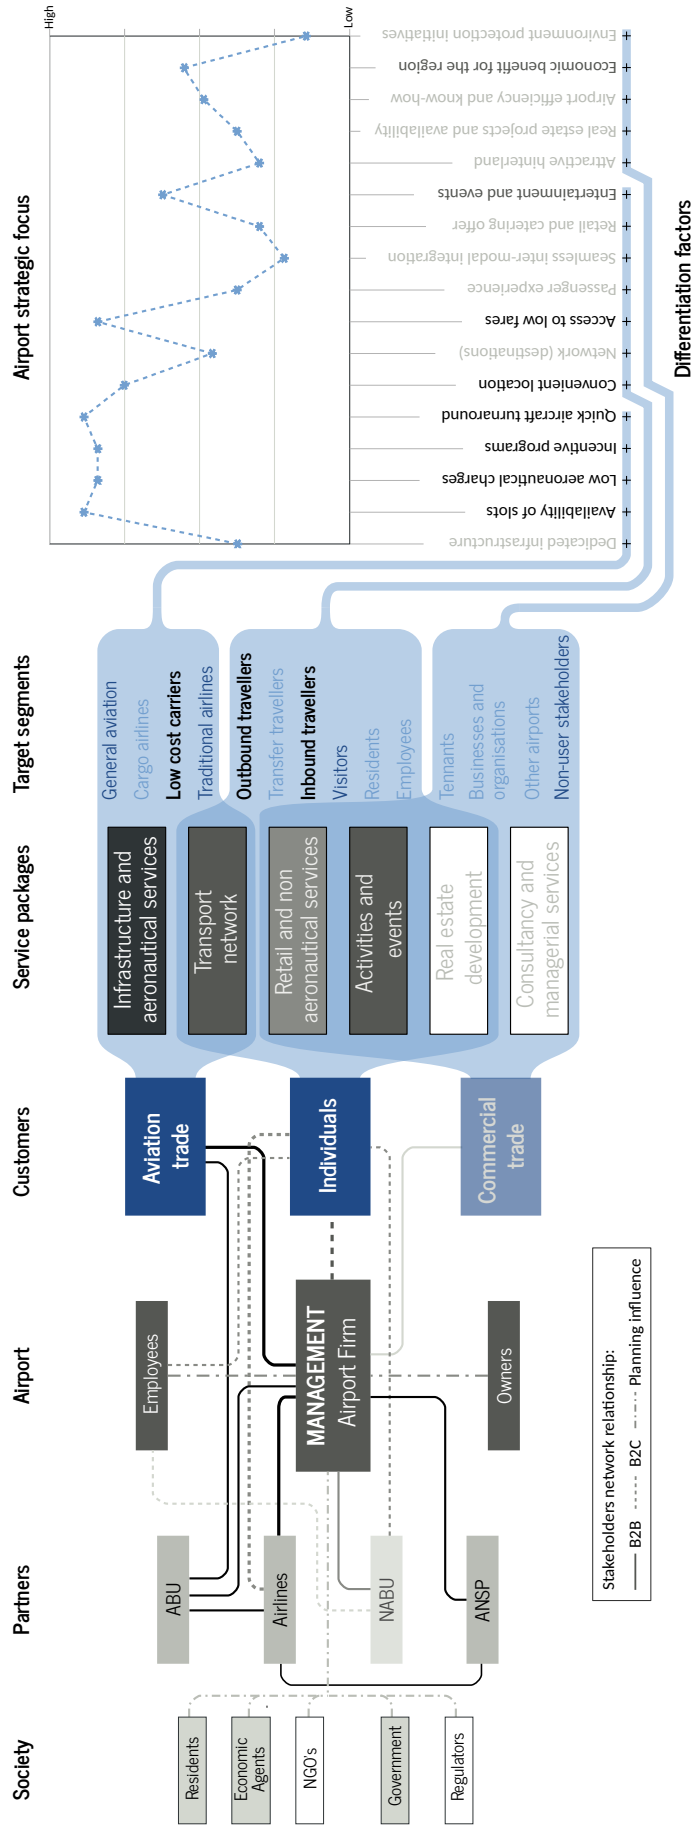 Society
Partners
Airport
Customers
Service packages
Target segments
Airport strategic focus
Residents
Economic
Agents
NGO's
Government
Regulators
ABU
Airlines
NABU
ANSP
Employees
MANAGEMENT
Airport Firm
Owners
Aviation
trade
Individuals
Commercial
trade
Infrastructure and
aeronautical services
Transport
network
Retail and non
aeronautical services
Activities and
events
Real estate
development
Consultancy and
managerial services
General aviation
Cargo airlines
Low cost carriers
Traditional airlines
Outbound travellers
Transfer travellers
Inbound travellers
Visitors
Residents
Employees
Tennants
Businesses and
organisations
Other airports
Non-user stakeholders
High
Low
Dedicated infrastructure
Availability of slots
Low aeronautical charges
Incentive programs
Quick aircraft turnaround
Convenient location
Network (destinations)
Access to low fares
Passenger experience
Seamless inter-modal integration
Retail and catering offer
Entertainment and events
Attractive hinterland
Real estate projects and availability
Airport efficiency and know-how
Economic benefit for the region
Environment protection initiatives
+ + + + + + + + + + + + + + + + +
Differentiation factors
Stakeholders network relationship:
B2B B2C Planning influence